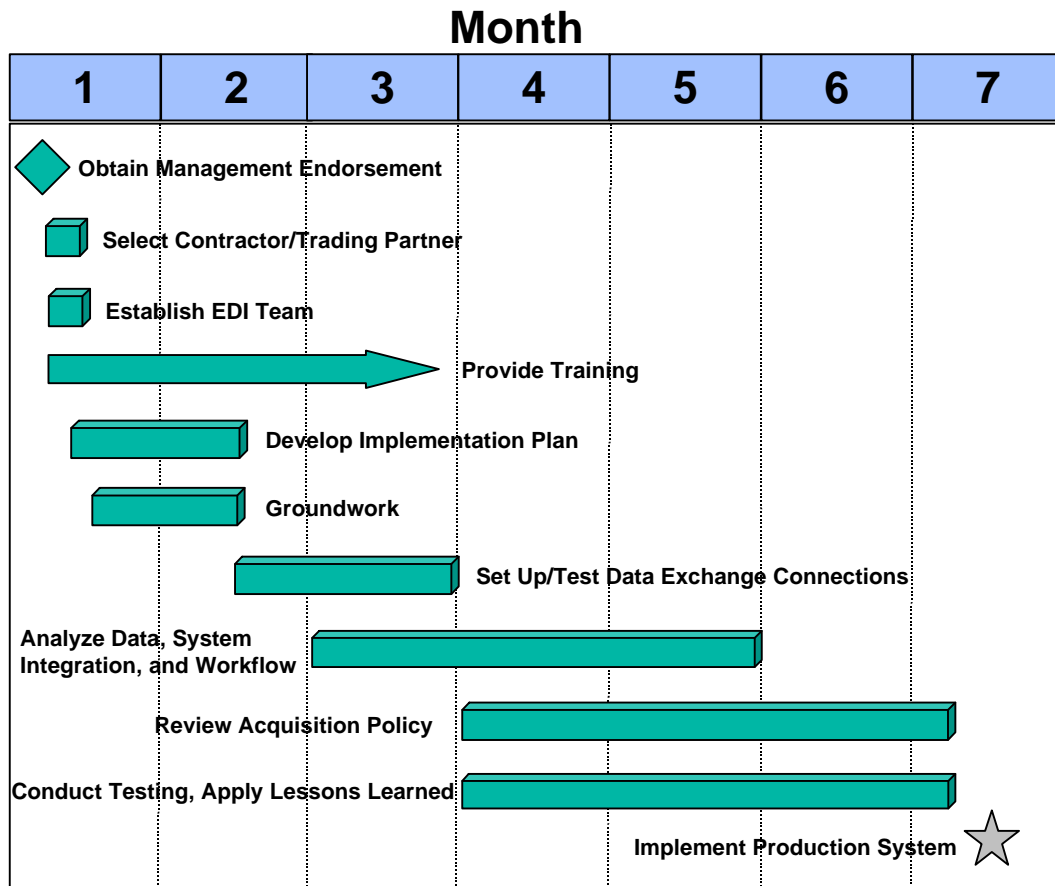 Month
1 2 3 4 5 6 7
Obtain Management Endorsement
Select Contractor/Trading Partner
Establish EDI Team
Provide Training
Develop Implementation Plan
Groundwork
Set Up/Test Data Exchange Connections
Analyze Data, System
Integration, and Workflow
Review Acquisition Policy
Conduct Testing, Apply Lessons Learned
Implement Production System